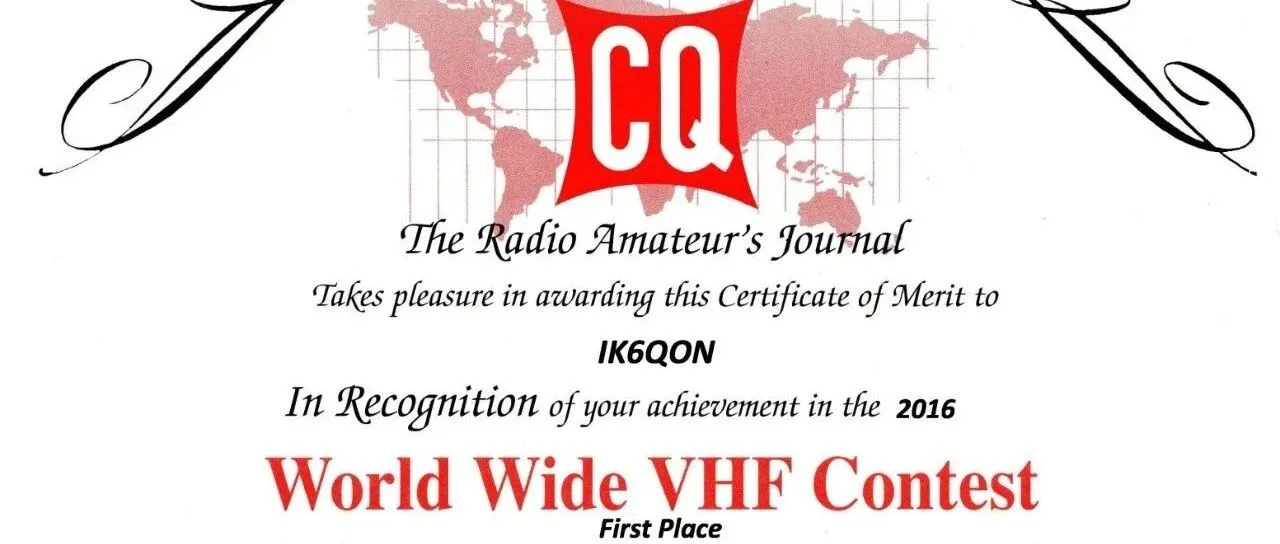 CQ
The Radio Amateur's Journal
Takes pleasure in awarding this Certificate of Merit to
IK6QON
In Recognition of your achievement in the 2016
World Wide VHF Contest
First Place